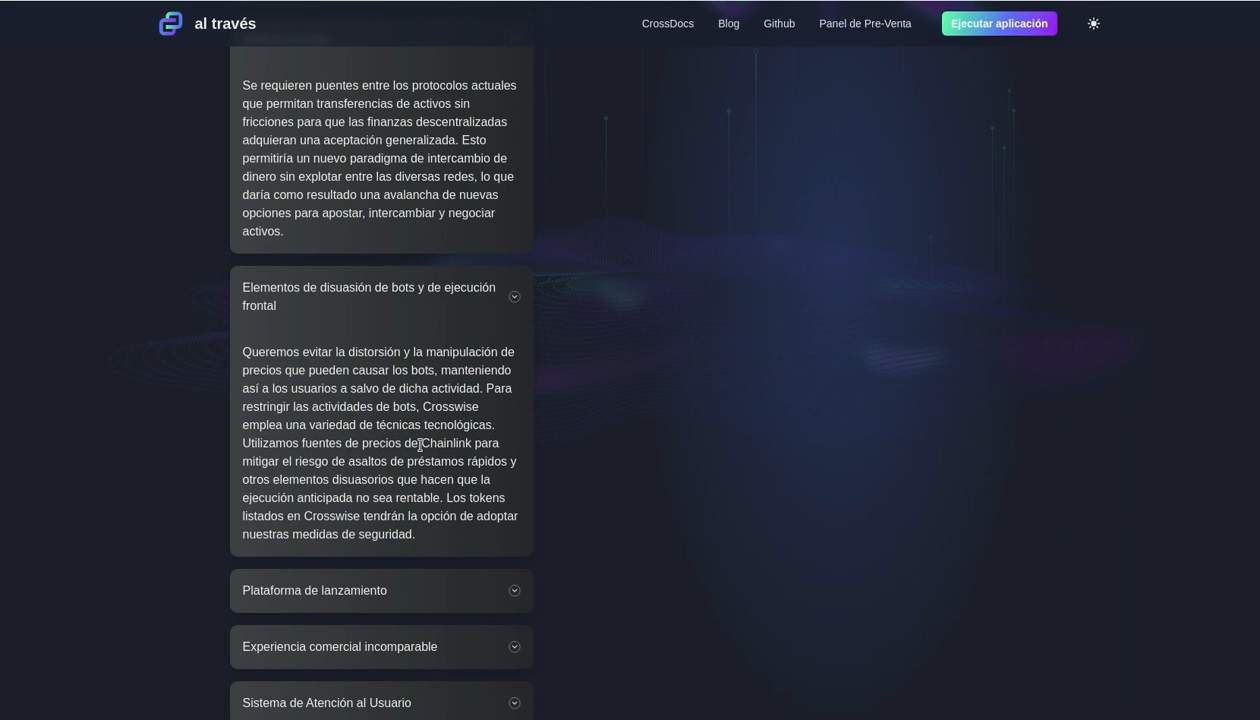 al través
CrossDocs
Blog
Github
Panel de Pre-Venta
Ejecutar aplicación
Se requieren puentes entre los protocolos actuales
que permitan transferencias de activos sin
fricciones para que las finanzas descentralizadas
adquieran una aceptación generalizada. Esto
permitiría un nuevo paradigma de intercambio de
dinero sin explotar entre las diversas redes, lo que
daría como resultado una avalancha de nuevas
opciones para apostar, intercambiar y negociar
activos.
Elementos de disuasión de bots y de ejecución
frontal
Queremos evitar la distorsión y la manipulación de
precios que pueden causar los bots, manteniendo
así a los usuarios a salvo de dicha actividad. Para
restringir las actividades de bots, Crosswise
emplea una variedad de técnicas tecnológicas.
Utilizamos fuentes de precios de Chainlink para
mitigar el riesgo de asaltos de préstamos rápidos y
otros elementos disuasorios que hacen que la
ejecución anticipada no sea rentable. Los tokens
listados en Crosswise tendrán la opción de adoptar
nuestras medidas de seguridad.
Plataforma de lanzamiento
Experiencia comercial incomparable
Sistema de Atención al Usuario